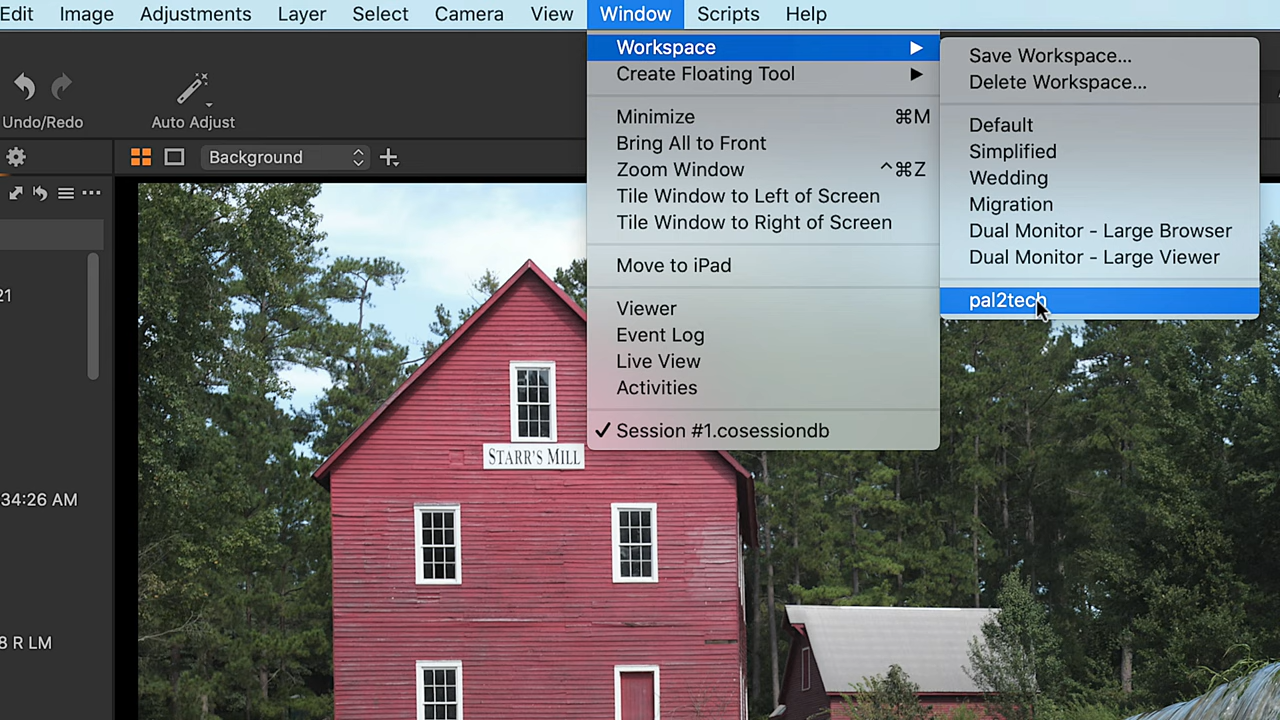 Edit Image Adjustments Layer Select Camera View Window Scripts Help
Undo/Redo
Auto Adjust
Background
21
34:26 AM
8 R LM
Workspace
Create Floating Tool
Minimize ⌘M
Bring All to Front
Zoom Window ^⌘Z
Tile Window to Left of Screen
Tile Window to Right of Screen
Move to iPad
Viewer
Event Log
Live View
Activities
✓ Session #1.cosessiondb
Save Workspace...
Delete Workspace...
Default
Simplified
Wedding
Migration
Dual Monitor - Large Browser
Dual Monitor - Large Viewer
pal2tech
STARR'S MILL